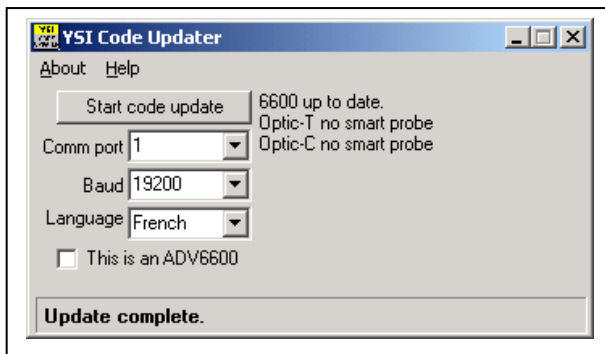 YSI Code Updater
About Help
Start code update
6600 up to date.
Optic-T no smart probe
Optic-C no smart probe
Comm port 1
Baud 19200
Language French
This is an ADV6600
Update complete.